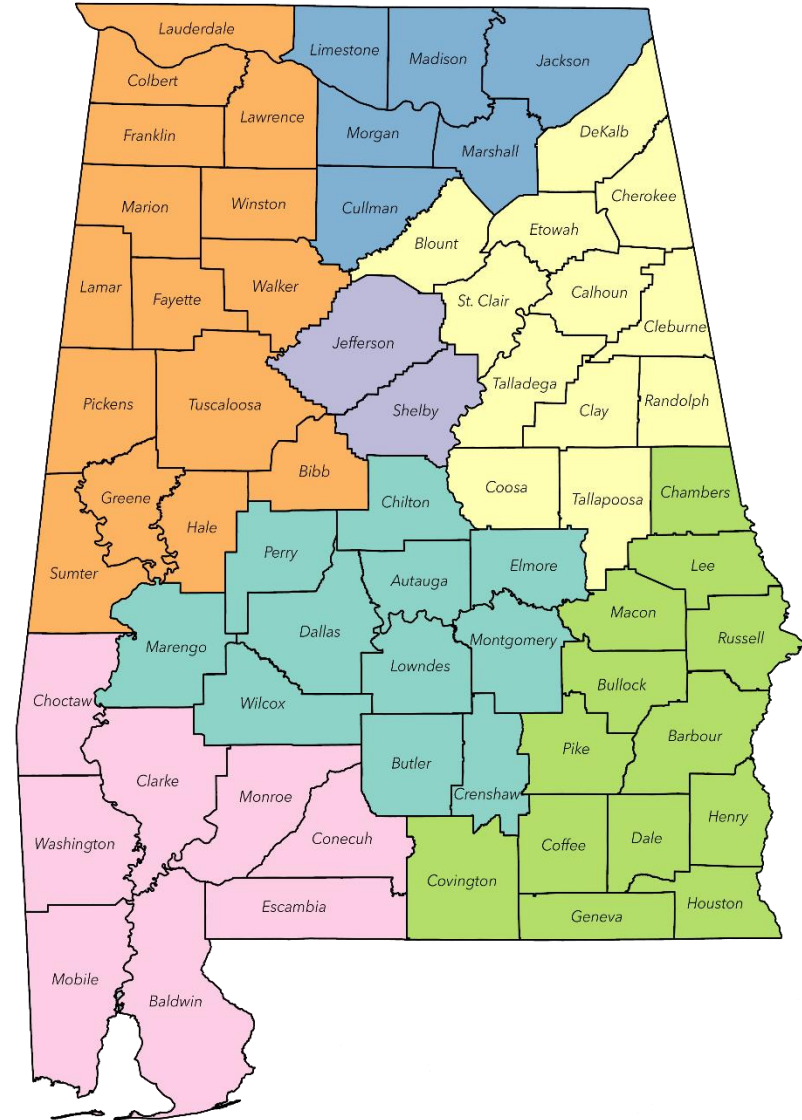 Lauderdale
Limestone
Madison
Jackson
Colbert
Lawrence
Franklin
Morgan
Marshall
DeKalb
Cherokee
Marion
Winston
Cullman
Blount
Etowah
Lamar
Fayette
Walker
St. Clair
Calhoun
Cleburne
Jefferson
Pickens
Tuscaloosa
Shelby
Talladega
Clay
Randolph
Bibb
Greene
Hale
Chilton
Coosa
Tallapoosa
Chambers
Sumter
Perry
Autauga
Elmore
Lee
Macon
Russell
Marengo
Dallas
Lowndes
Montgomery
Bullock
Choctaw
Wilcox
Pike
Barbour
Clarke
Monroe
Butler
Crenshaw
Washington
Conecuh
Coffee
Dale
Henry
Covington
Escambia
Geneva
Houston
Mobile
Baldwin